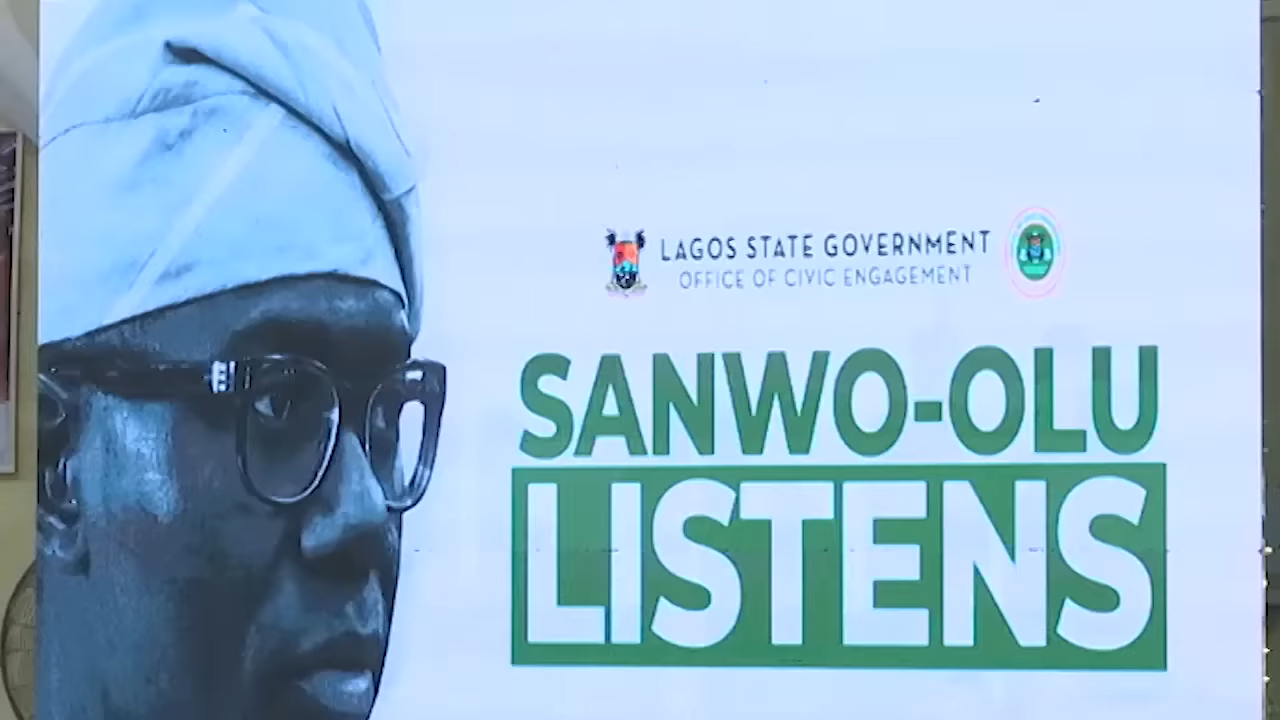 LAGOS STATE GOVERNMENT
OFFICE OF CIVIC ENGAGEMENT
SANWO-OLU
LISTENS